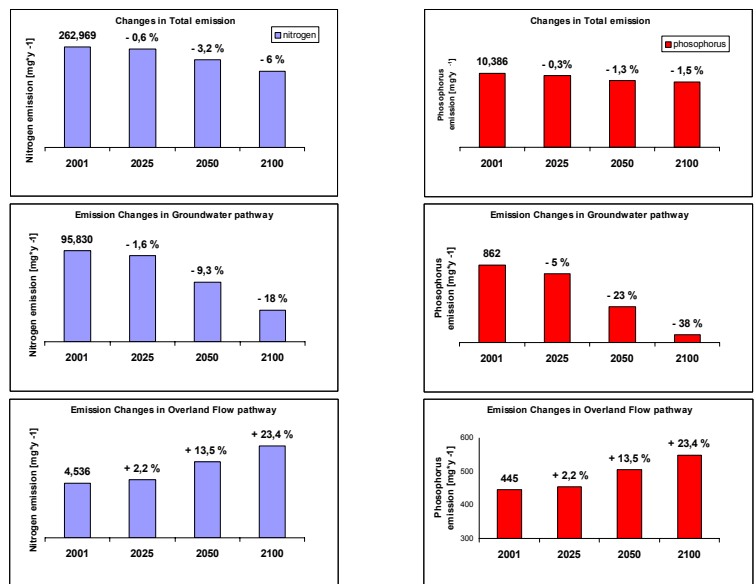 Changes in Total emission
nitrogen
Nitrogen emission [mg*y -1]
262,969
- 0,6 %
- 3,2 %
- 6 %
2001
2025
2050
2100
Changes in Total emission
phosophorus
Phosophorus
emission [mg*y -1]
10,386
- 0,3%
- 1,3 %
- 1,5 %
2001
2025
2050
2100
Emission Changes in Groundwater pathway
Nitrogen emission [mg*y -1]
95,830
- 1,6 %
- 9,3 %
- 18 %
2001
2025
2050
2100
Emission Changes in Groundwater pathway
Phosophorus
emission [mg*y -1]
862
- 5 %
- 23 %
- 38 %
2001
2025
2050
2100
Emission Changes in Overland Flow pathway
Nitrogen emission [mg*y -1]
4,536
+ 2,2 %
+ 13,5 %
+ 23,4 %
2001
2025
2050
2100
Emission Changes in Overland Flow pathway
Phosophorus
emission [mg*y -1]
600
500
400
300
445
+ 2,2 %
+ 13,5 %
+ 23,4 %
2001
2025
2050
2100